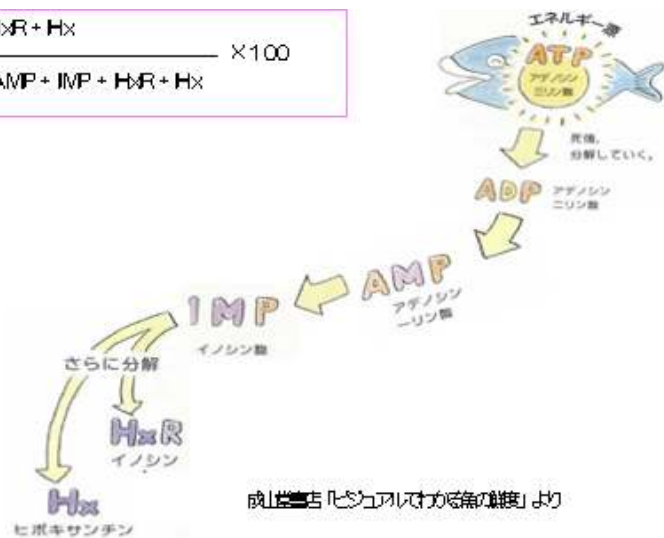 HxR + Hx
×100
AMP + IMP + HxR + Hx
エネルギー源
ATP
アデノシン
三リン酸
死後、
分解していく。
ADP
アデノシン
二リン酸
AMP
アデノシン
一リン酸
IMP
イノシン酸
さらに分解
HxR
イノシン
Hx
ヒポキサンチン
成山堂書店「ビジュアルでわかる魚の鮮度」より